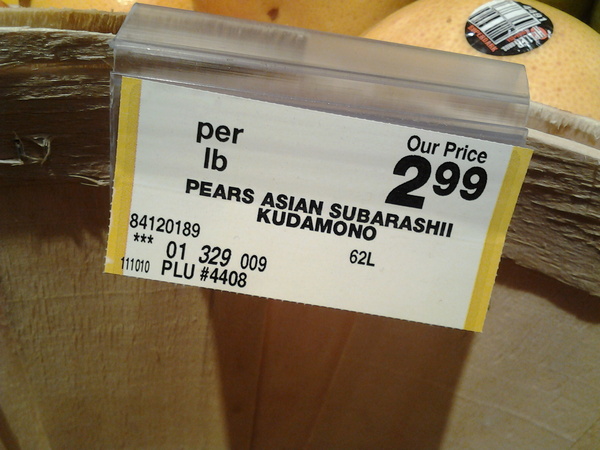 per
lb
Our Price
2.99
PEARS ASIAN SUBARASHII
KUDAMONO
84120189
*** 01 329 009
62L
111010 PLU #4408